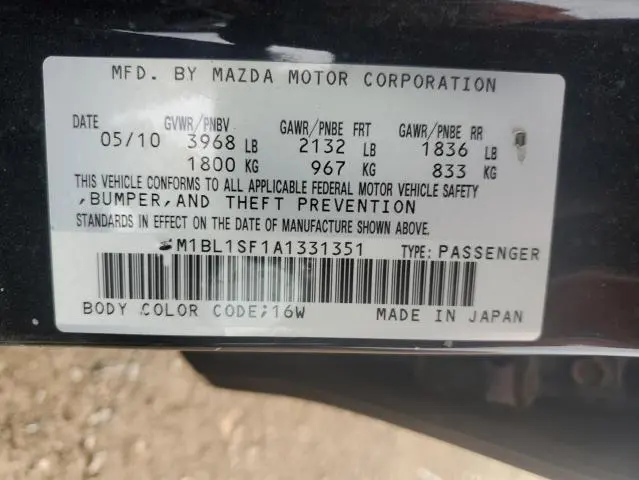 MFD. BY MAZDA MOTOR CORPORATION
DATE GVWR/PNBV GAWR/PNBE FRT GAWR/PNBE RR
05/10 3968 LB 2132 LB 1836 LB
1800 KG 967 KG 833 KG
THIS VEHICLE CONFORMS TO ALL APPLICABLE FEDERAL MOTOR VEHICLE SAFETY
,BUMPER,AND THEFT PREVENTION
STANDARDS IN EFFECT ON THE DATE OF MANUFACTURE SHOWN ABOVE.
M1BL1SF1A1331351 TYPE: PASSENGER
BODY COLOR CODE;16W MADE IN JAPAN